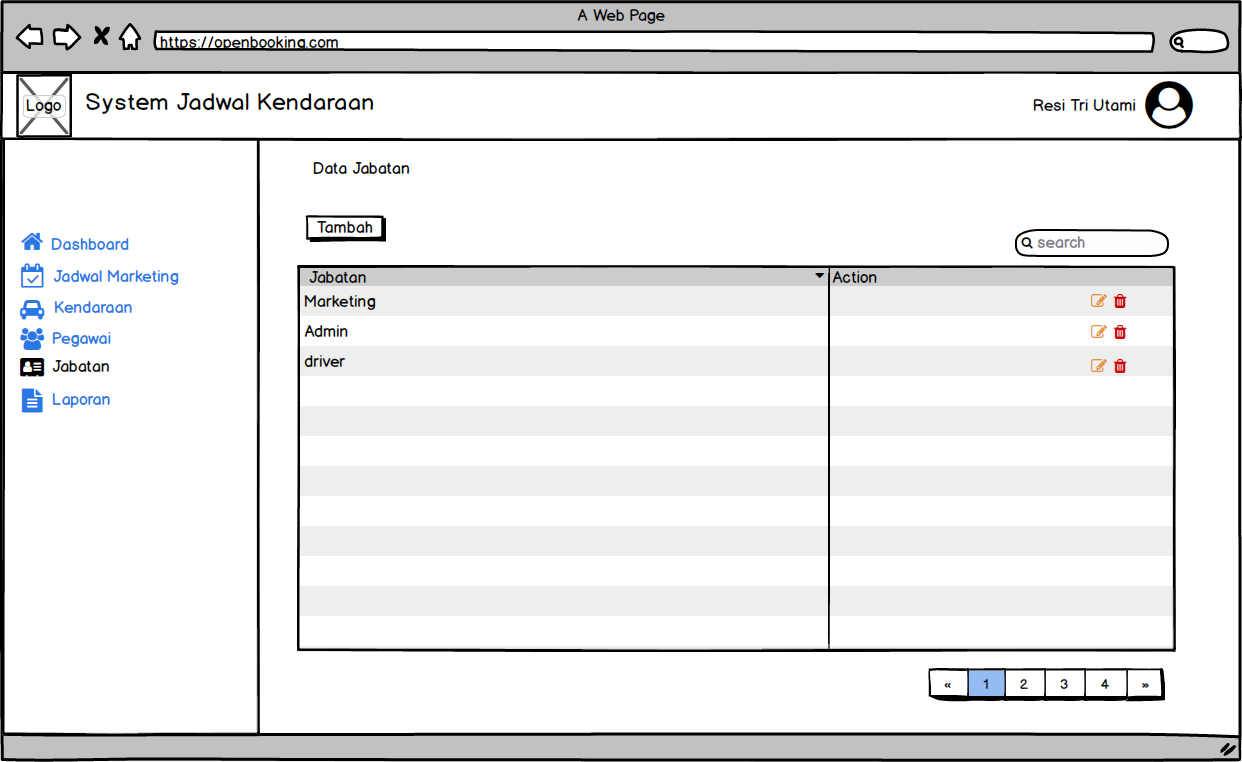 A Web Page
https://openbooking.com
Logo
System Jadwal Kendaraan
Resi Tri Utami
Data Jabatan
Tambah
search
Dashboard
Jadwal Marketing
Kendaraan
Pegawai
Jabatan
Laporan
Jabatan Action
Marketing
Admin
driver
« 1 2 3 4 »